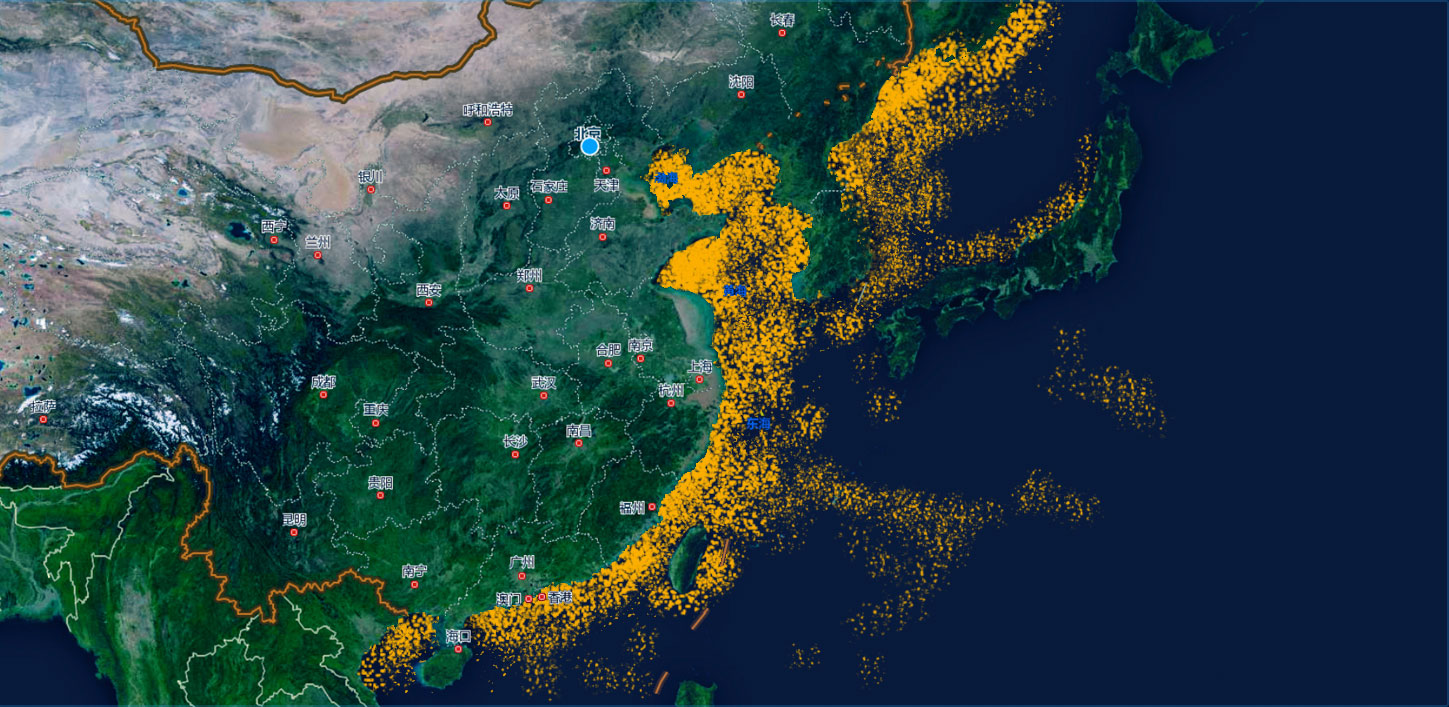 长春
沈阳
呼和浩特
北京
天津
银川
太原
石家庄
渤海
西宁
兰州
济南
郑州
西安
黄海
合肥
南京
上海
成都
武汉
杭州
拉萨
重庆
东海
长沙
南昌
贵阳
福州
昆明
广州
南宁
澳门
香港
海口